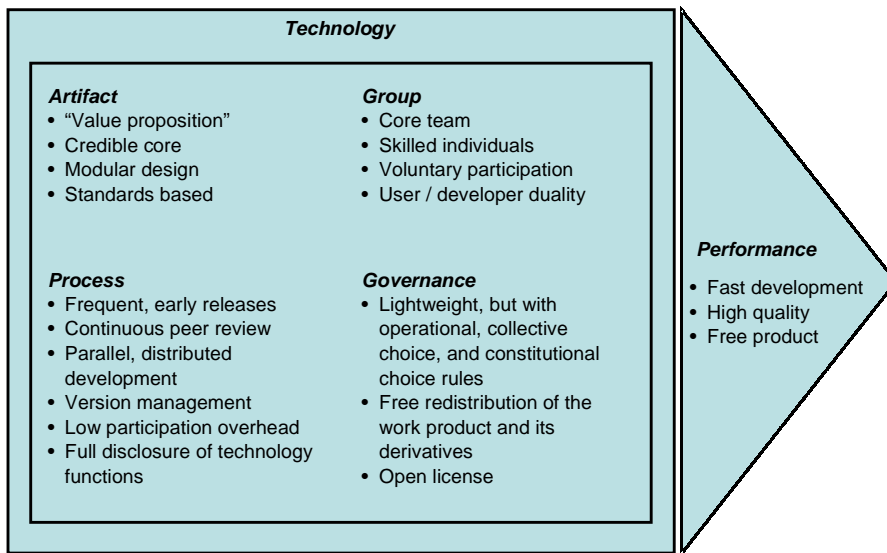 Technology
Artifact
• “Value proposition”
• Credible core
• Modular design
• Standards based
Group
• Core team
• Skilled individuals
• Voluntary participation
• User / developer duality
Process
• Frequent, early releases
• Continuous peer review
• Parallel, distributed
development
• Version management
• Low participation overhead
• Full disclosure of technology
functions
Governance
• Lightweight, but with
operational, collective
choice, and constitutional
choice rules
• Free redistribution of the
work product and its
derivatives
• Open license
Performance
• Fast development
• High quality
• Free product